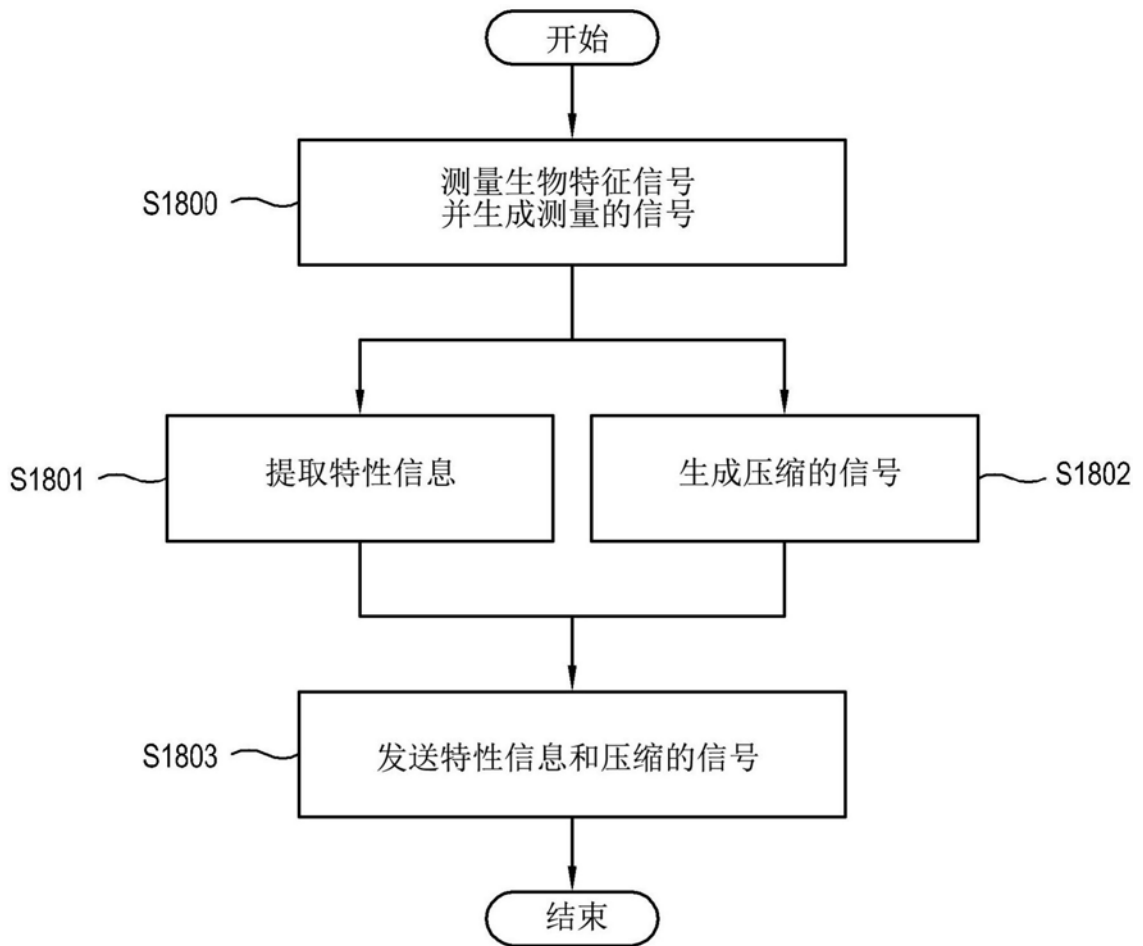 开始
S1800
测量生物特征信号
并生成测量的信号
S1801
提取特性信息
生成压缩的信号
S1802
S1803
发送特性信息和压缩的信号
结束